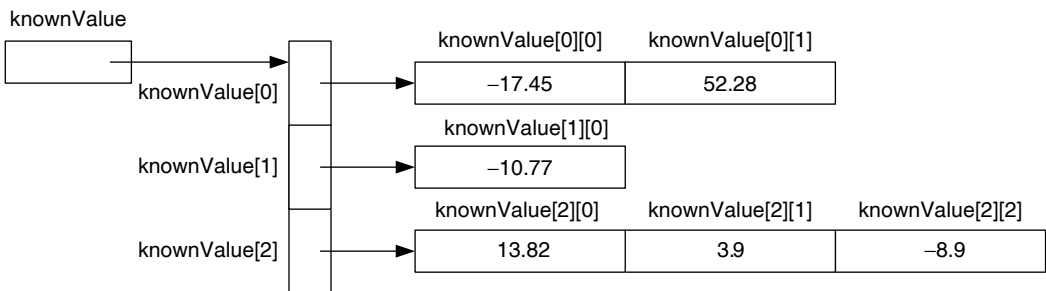 knownValue
knownValue[0][0] knownValue[0][1]
−17.45 52.28
knownValue[0]
knownValue[1][0]
knownValue[1] −10.77
knownValue[2][0] knownValue[2][1] knownValue[2][2]
knownValue[2] 13.82 3.9 −8.9